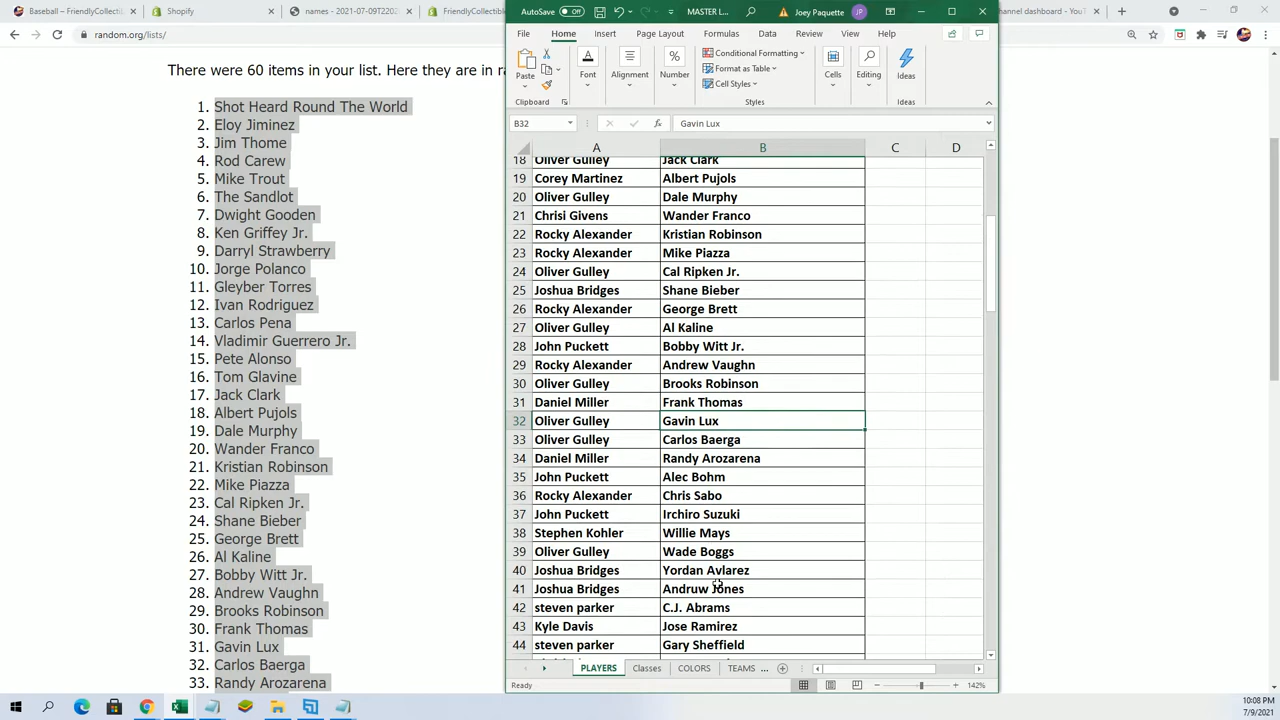 Baseball – FriendlyCollectibl
Shopify
names - 2021-07-09T220
FriendlyCollectibl
AutoSave Off
MASTER L...
Joey Paquette JP
hannel dashboard - YouT
random.org/lists/
File Home Insert Page Layout Formulas Data Review View Help
Paste Font Alignment Number Conditional Formatting Format as Table Cell Styles Cells Editing Ideas
Clipboard Styles Ideas
B32 fx Gavin Lux
A B C D
There were 60 items in your list. Here they are in ra
1. Shot Heard Round The World
2. Eloy Jiminez
3. Jim Thome
4. Rod Carew
5. Mike Trout
6. The Sandlot
7. Dwight Gooden
8. Ken Griffey Jr.
9. Darryl Strawberry
10. Jorge Polanco
11. Gleyber Torres
12. Ivan Rodriguez
13. Carlos Pena
14. Vladimir Guerrero Jr.
15. Pete Alonso
16. Tom Glavine
17. Jack Clark
18. Albert Pujols
19. Dale Murphy
20. Wander Franco
21. Kristian Robinson
22. Mike Piazza
23. Cal Ripken Jr.
24. Shane Bieber
25. George Brett
26. Al Kaline
27. Bobby Witt Jr.
28. Andrew Vaughn
29. Brooks Robinson
30. Frank Thomas
31. Gavin Lux
32. Carlos Baerga
33. Randy Arozarena
18 Oliver Gulley Jack Clark
19 Corey Martinez Albert Pujols
20 Oliver Gulley Dale Murphy
21 Chrisi Givens Wander Franco
22 Rocky Alexander Kristian Robinson
23 Rocky Alexander Mike Piazza
24 Oliver Gulley Cal Ripken Jr.
25 Joshua Bridges Shane Bieber
26 Rocky Alexander George Brett
27 Oliver Gulley Al Kaline
28 John Puckett Bobby Witt Jr.
29 Rocky Alexander Andrew Vaughn
30 Oliver Gulley Brooks Robinson
31 Daniel Miller Frank Thomas
32 Oliver Gulley Gavin Lux
33 Oliver Gulley Carlos Baerga
34 Daniel Miller Randy Arozarena
35 John Puckett Alec Bohm
36 Rocky Alexander Chris Sabo
37 John Puckett Irchiro Suzuki
38 Stephen Kohler Willie Mays
39 Oliver Gulley Wade Boggs
40 Joshua Bridges Yordan Avlarez
41 Joshua Bridges Andruw Jones
42 steven parker C.J. Abrams
43 Kyle Davis Jose Ramirez
44 steven parker Gary Sheffield
PLAYERS Classes COLORS TEAMS ...
Ready 142%
10:08 PM
7/9/2021